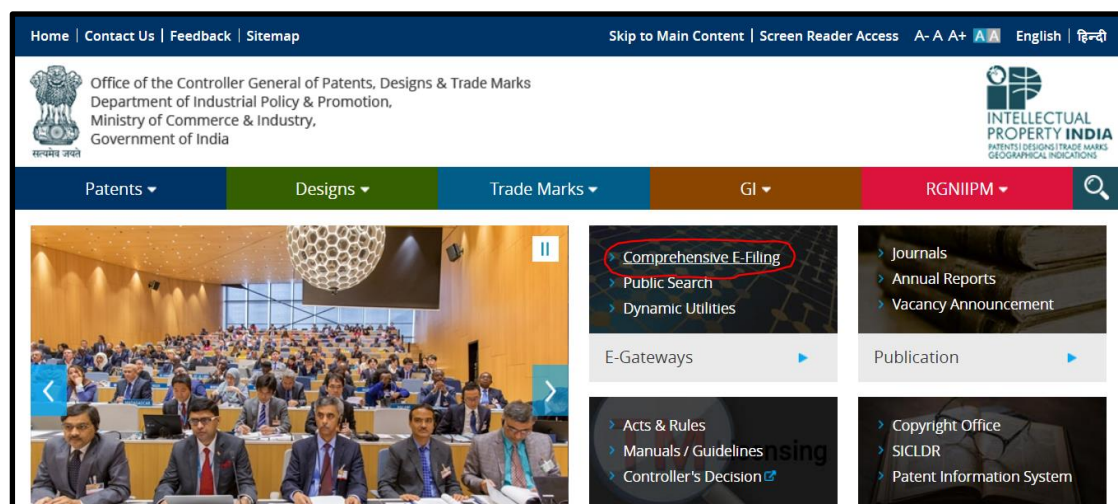 Home | Contact Us | Feedback | Sitemap
Skip to Main Content | Screen Reader Access A- A A+ A A English | हिन्दी
Office of the Controller General of Patents, Designs & Trade Marks
Department of Industrial Policy & Promotion,
Ministry of Commerce & Industry,
Government of India
सत्यमेव जयते
INTELLECTUAL
PROPERTY INDIA
PATENTS | DESIGNS | TRADE MARKS
GEOGRAPHICAL INDICATIONS
Patents
Designs
Trade Marks
GI
RGNIIPM
Comprehensive E-Filing
Public Search
Dynamic Utilities
E-Gateways
Journals
Annual Reports
Vacancy Announcement
Publication
Acts & Rules
Manuals / Guidelines
Controller's Decision
Copyright Office
SICLDR
Patent Information System